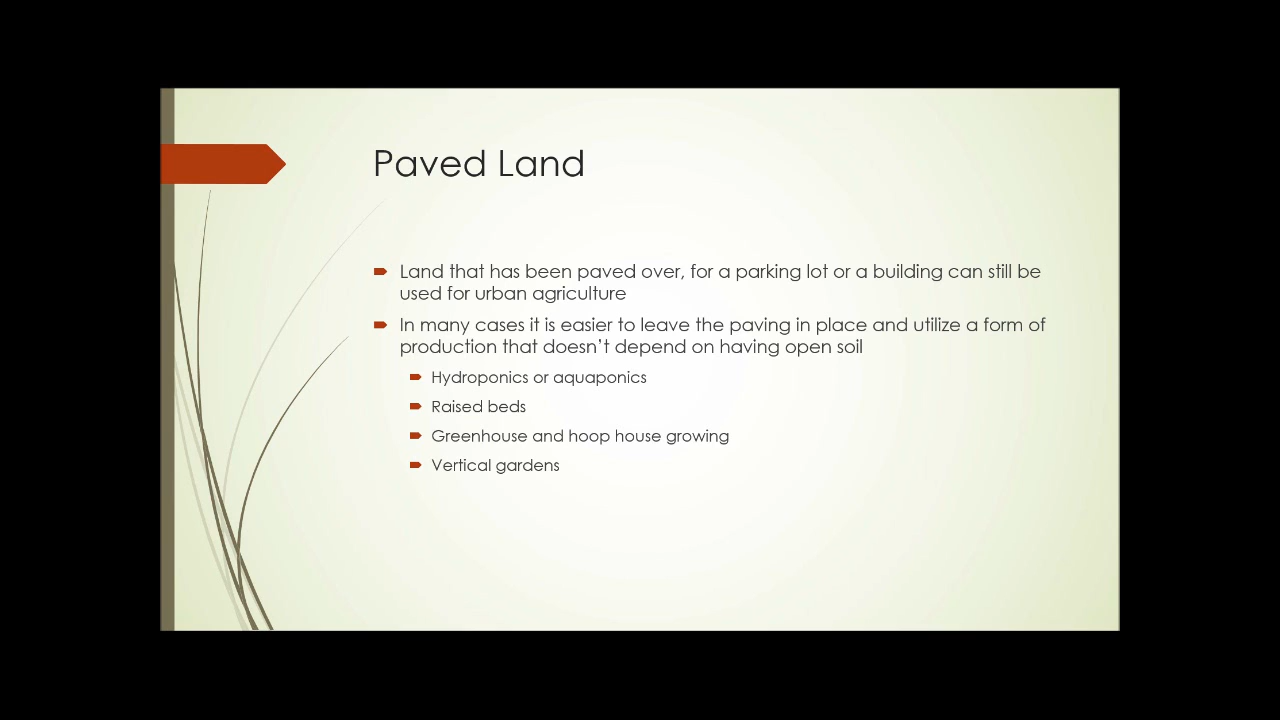 Paved Land
Land that has been paved over, for a parking lot or a building can still be
used for urban agriculture
In many cases it is easier to leave the paving in place and utilize a form of
production that doesn’t depend on having open soil
Hydroponics or aquaponics
Raised beds
Greenhouse and hoop house growing
Vertical gardens